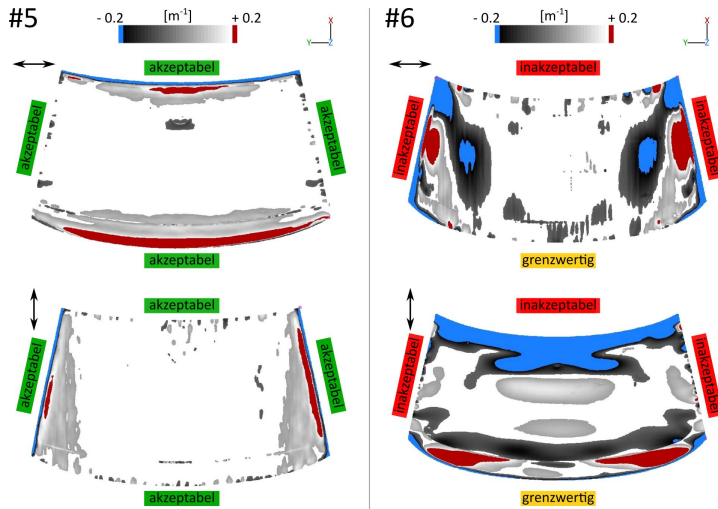 #5
- 0.2 [m⁻¹] + 0.2
X
Y Z
akzeptabel
akzeptabel
akzeptabel
akzeptabel
akzeptabel
akzeptabel
akzeptabel
akzeptabel
#6
- 0.2 [m⁻¹] + 0.2
X
Y Z
inakzeptabel
inakzeptabel
inakzeptabel
grenzwertig
inakzeptabel
inakzeptabel
inakzeptabel
grenzwertig